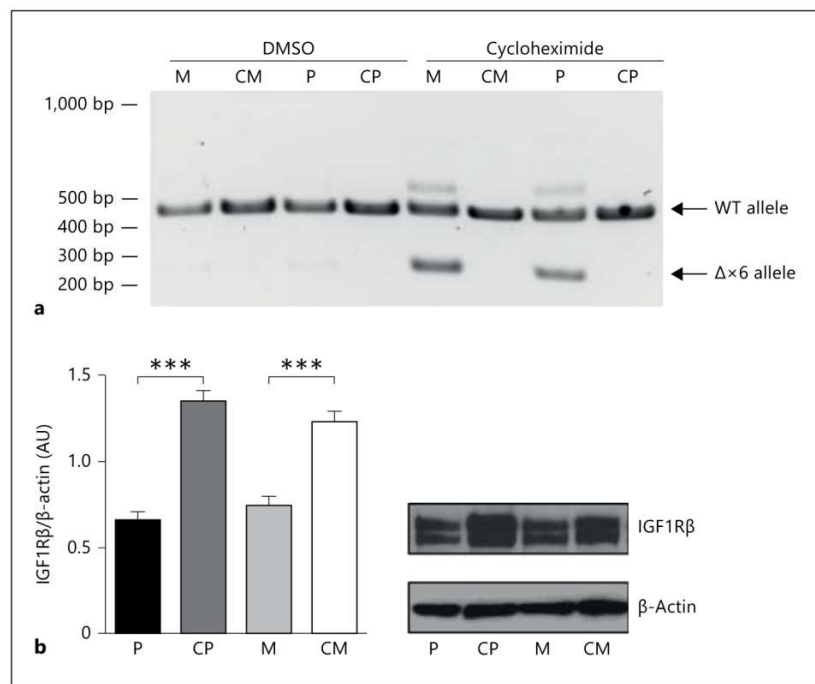 DMSO Cycloheximide
M CM P CP M CM P CP
1,000 bp
500 bp
400 bp
300 bp
200 bp
WT allele
Δ×6 allele
a
*** ***
1.5
1.0
0.5
0
IGF1Rβ/β-actin (AU)
P CP M CM
b
IGF1Rβ
β-Actin
P CP M CM